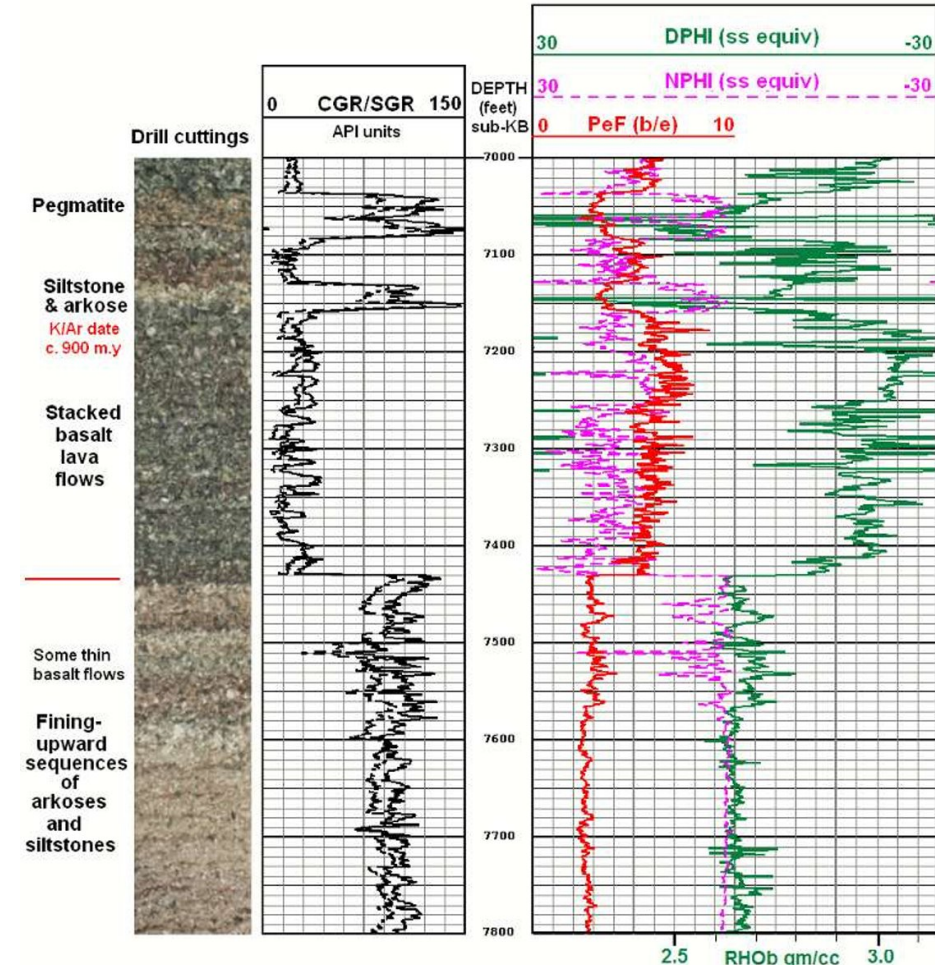 30 DPHI (ss equiv) -30
30 NPHI (ss equiv) -30
0 PeF (b/e) 10
0 CGR/SGR 150
API units
DEPTH
(feet)
sub-KB
Drill cuttings
Pegmatite
Siltstone
& arkose
K/Ar date
c. 900 m.y
Stacked
basalt
lava
flows
Some thin
basalt flows
Fining-
upward
sequences
of
arkoses
and
siltstones
7000
7100
7200
7300
7400
7500
7600
7700
7800
2.5 RHOb gm/cc 3.0